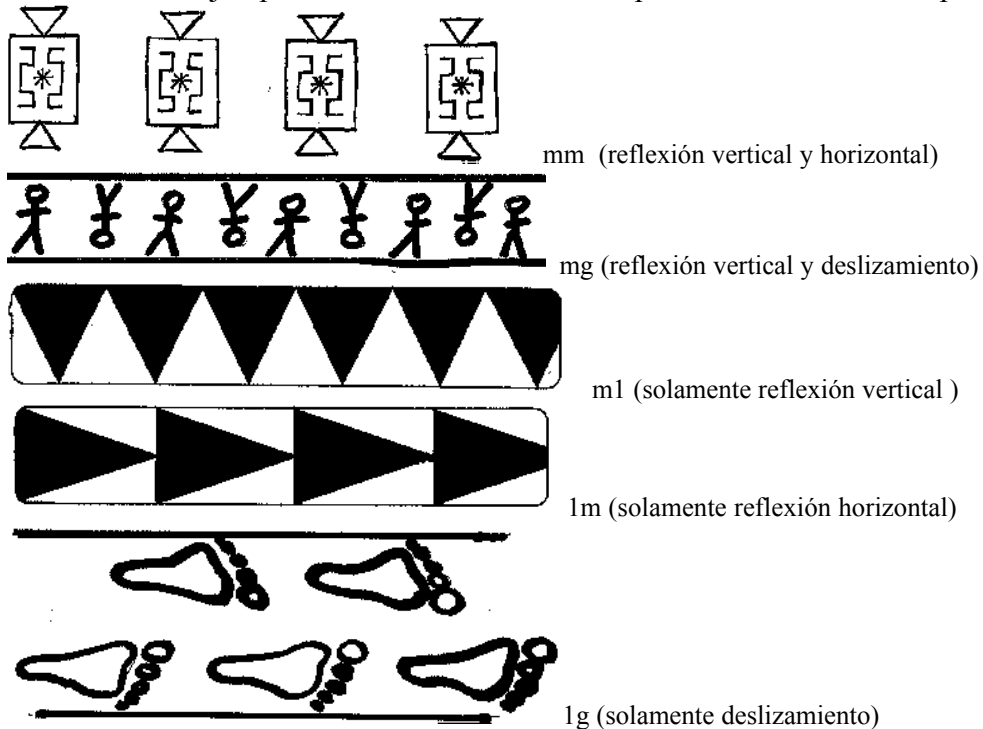 mm (reflexión vertical y horizontal)
mg (reflexión vertical y deslizamiento)
m1 (solamente reflexión vertical )
1m (solamente reflexión horizontal)
1g (solamente deslizamiento)